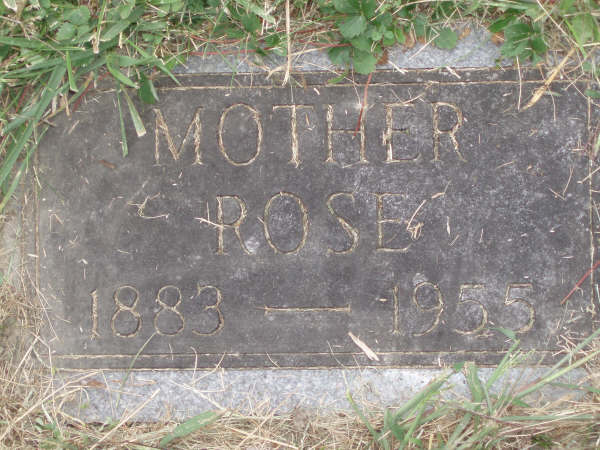 MOTHER
ROSE
1883 — 1955